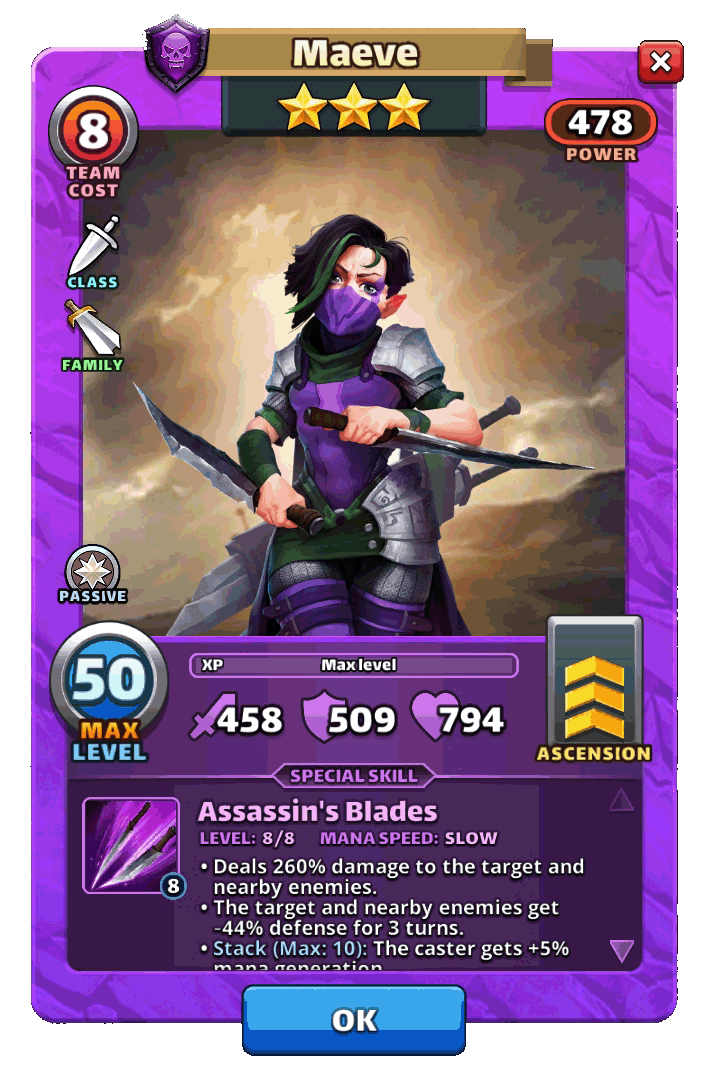 Maeve
8
TEAM
COST
478
POWER
CLASS
FAMILY
PASSIVE
50
MAX
LEVEL
XP Max level
458 509 794
ASCENSION
SPECIAL SKILL
Assassin's Blades
LEVEL: 8/8 MANA SPEED: SLOW
8
• Deals 260% damage to the target and
nearby enemies.
• The target and nearby enemies get
-44% defense for 3 turns.
• Stack (Max: 10): The caster gets +5%
mana generation
OK